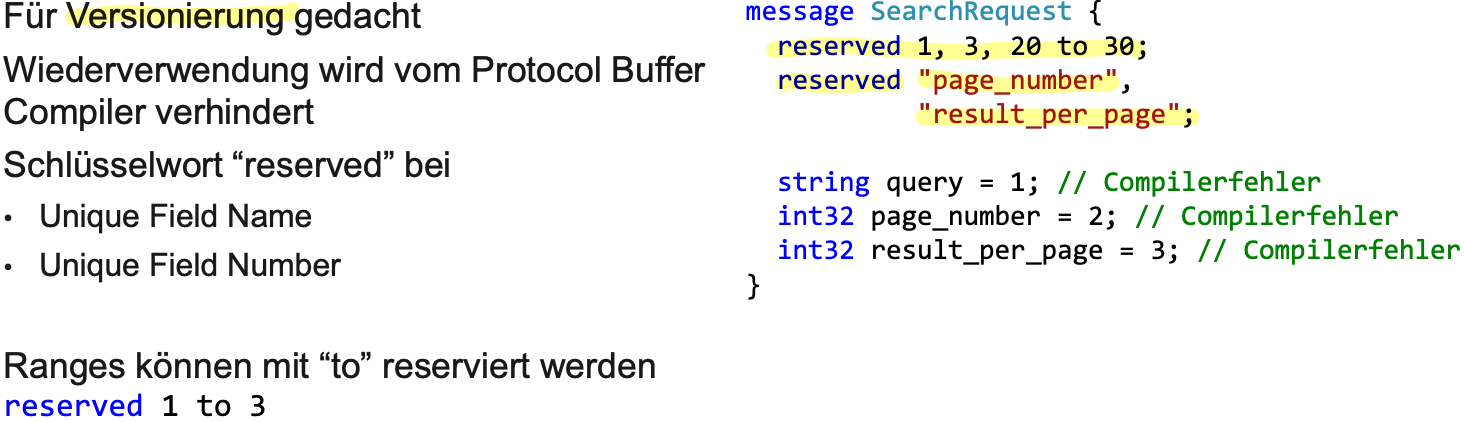 Für Versionierung gedacht
Wiederverwendung wird vom Protocol Buffer
Compiler verhindert
Schlüsselwort “reserved” bei
• Unique Field Name
• Unique Field Number
Ranges können mit “to” reserviert werden
reserved 1 to 3
message SearchRequest {
  reserved 1, 3, 20 to 30;
  reserved "page_number",
           "result_per_page";

  string query = 1; // Compilerfehler
  int32 page_number = 2; // Compilerfehler
  int32 result_per_page = 3; // Compilerfehler
}